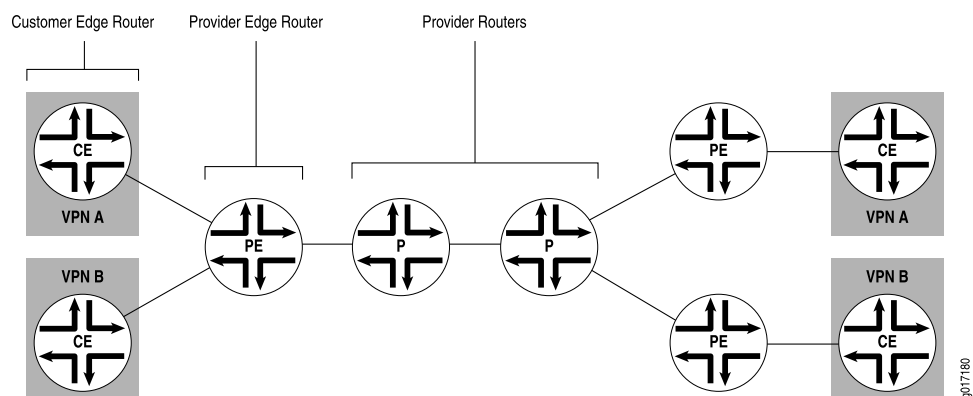 Customer Edge Router
Provider Edge Router
Provider Routers
CE
VPN A
VPN B
CE
PE
P
P
PE
PE
CE
VPN A
VPN B
CE
g017180